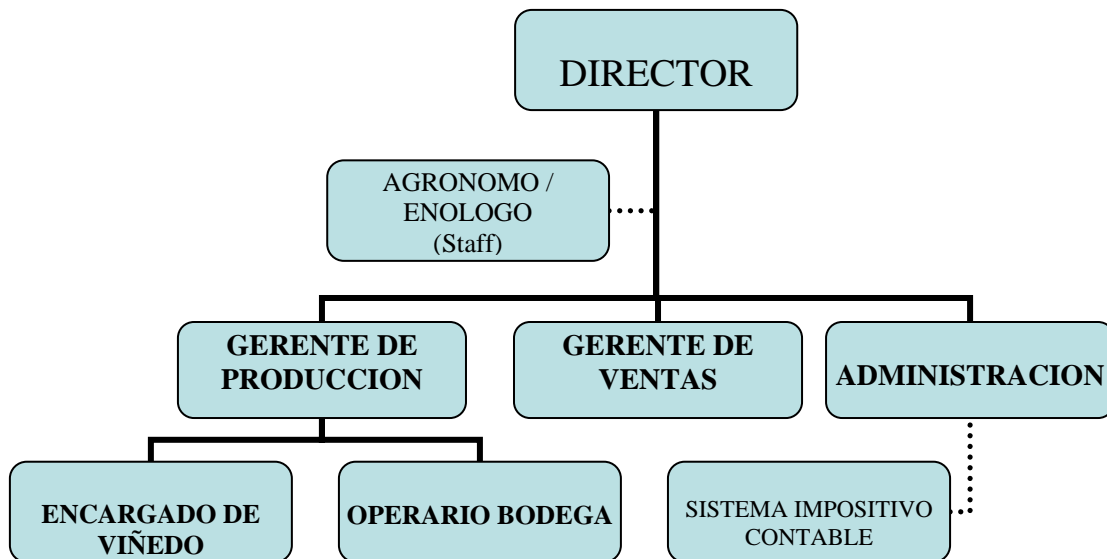 DIRECTOR
AGRONOMO /
ENOLOGO
(Staff)
GERENTE DE
PRODUCCION
GERENTE DE
VENTAS
ADMINISTRACION
ENCARGADO DE
VIÑEDO
OPERARIO BODEGA
SISTEMA IMPOSITIVO
CONTABLE